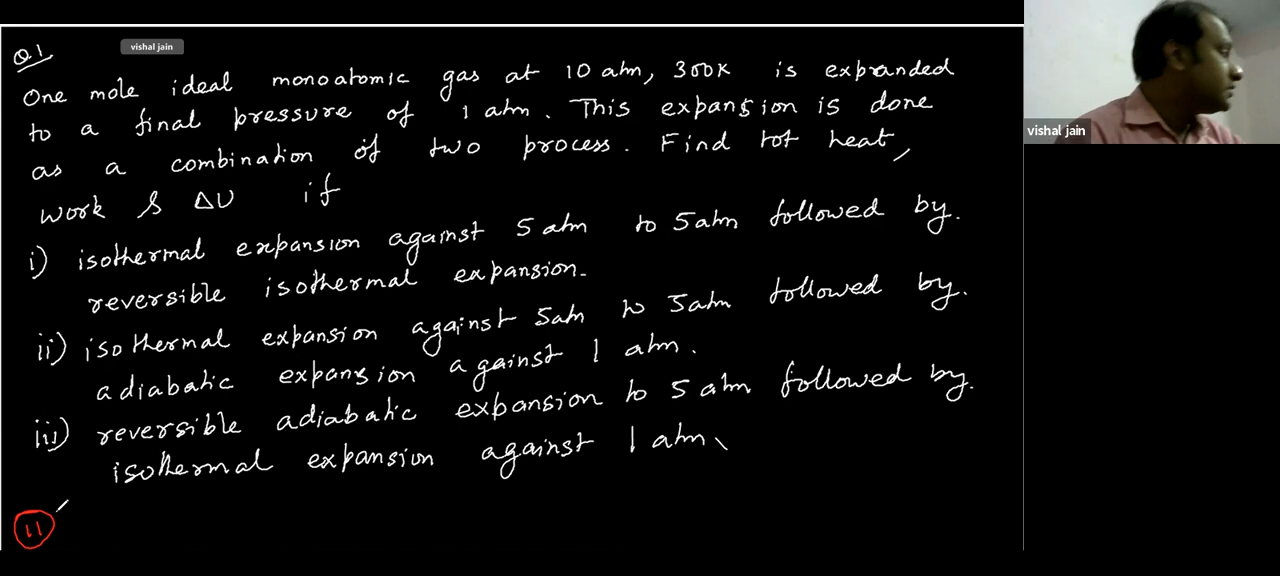 Q1
vishal jain
One mole ideal monoatomic gas at 10 atm, 300K is expanded
to a final pressure of 1 atm. This expansion is done
as a combination of two process. Find tot heat,
work & ΔU if
i) isothermal expansion against 5 atm to 5 atm followed by.
reversible isothermal expansion.
ii) isothermal expansion against 5 atm to 5 atm followed by.
adiabatic expansion against 1 atm.
iii) reversible adiabatic expansion to 5 atm followed by.
isothermal expansion against 1 atm
11
vishal jain